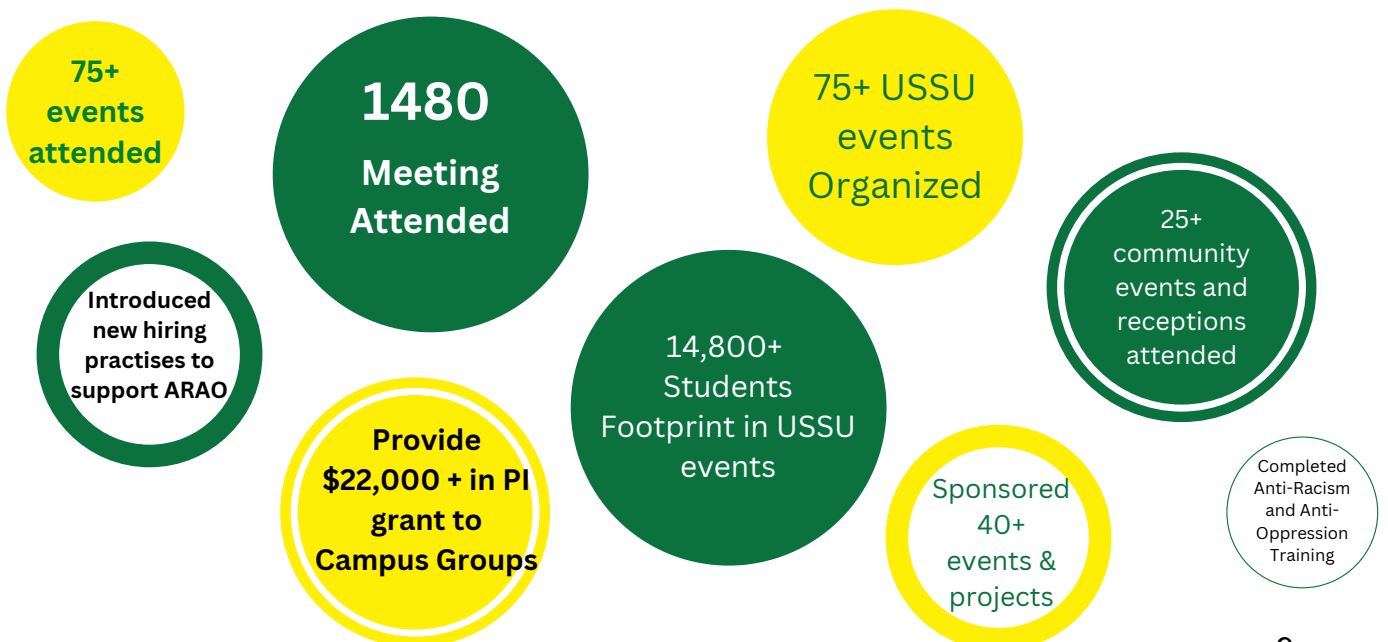 75+
events
attended
1480
Meeting
Attended
75+ USSU
events
Organized
25+
community
events and
receptions
attended
Introduced
new hiring
practises to
support ARAO
14,800+
Students
Footprint in USSU
events
Provide
$22,000 + in PI
grant to
Campus Groups
Sponsored
40+
events &
projects
Completed
Anti-Racism
and Anti-
Oppression
Training